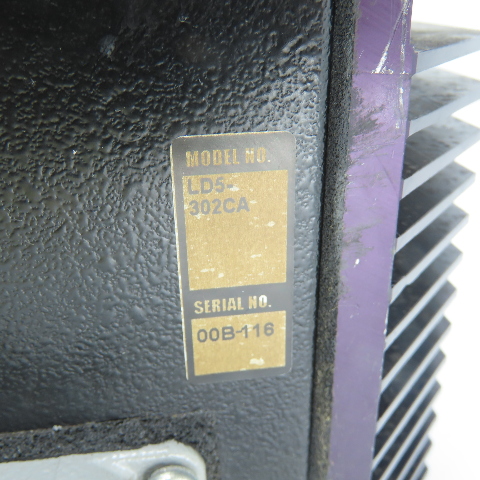 MODEL NO.
LD5-
302CA
SERIAL NO.
00B-116